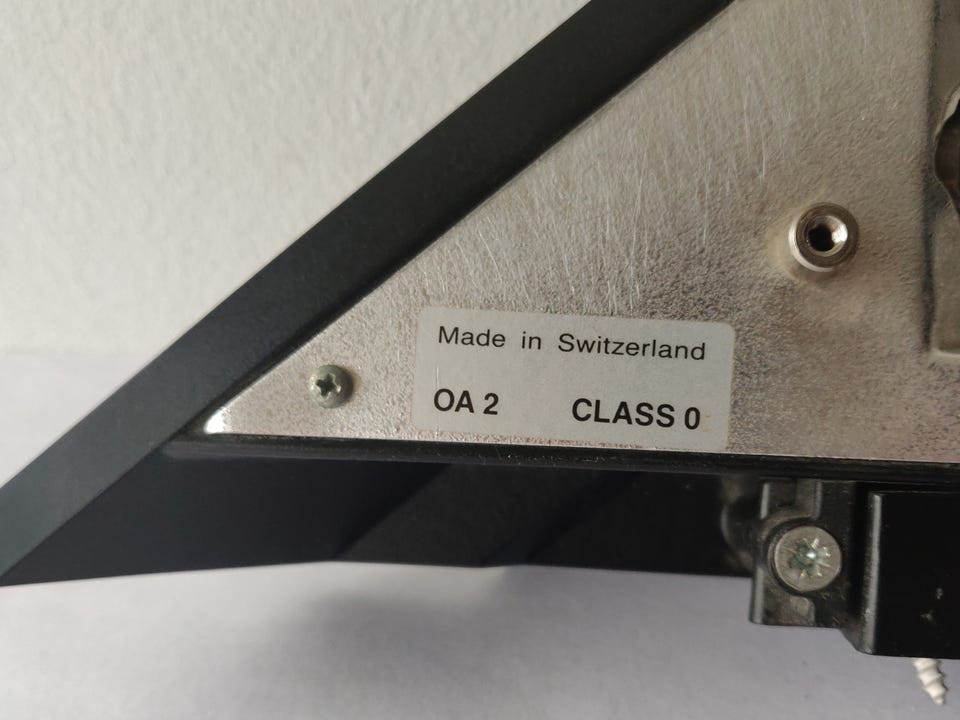 Made in Switzerland
OA 2 CLASS 0